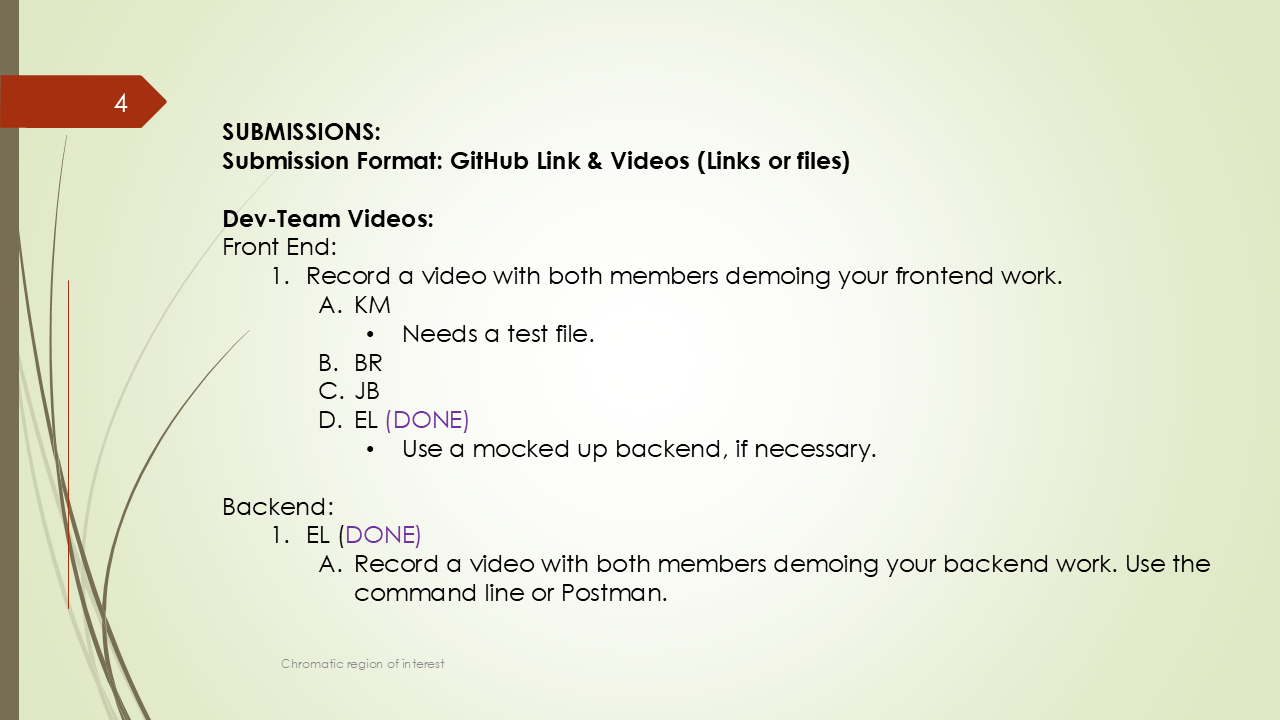 4
SUBMISSIONS:
Submission Format: GitHub Link & Videos (Links or files)
Dev-Team Videos:
Front End:
1. Record a video with both members demoing your frontend work.
A. KM
• Needs a test file.
B. BR
C. JB
D. EL (DONE)
• Use a mocked up backend, if necessary.
Backend:
1. EL (DONE)
A. Record a video with both members demoing your backend work. Use the
command line or Postman.
Chromatic region of interest